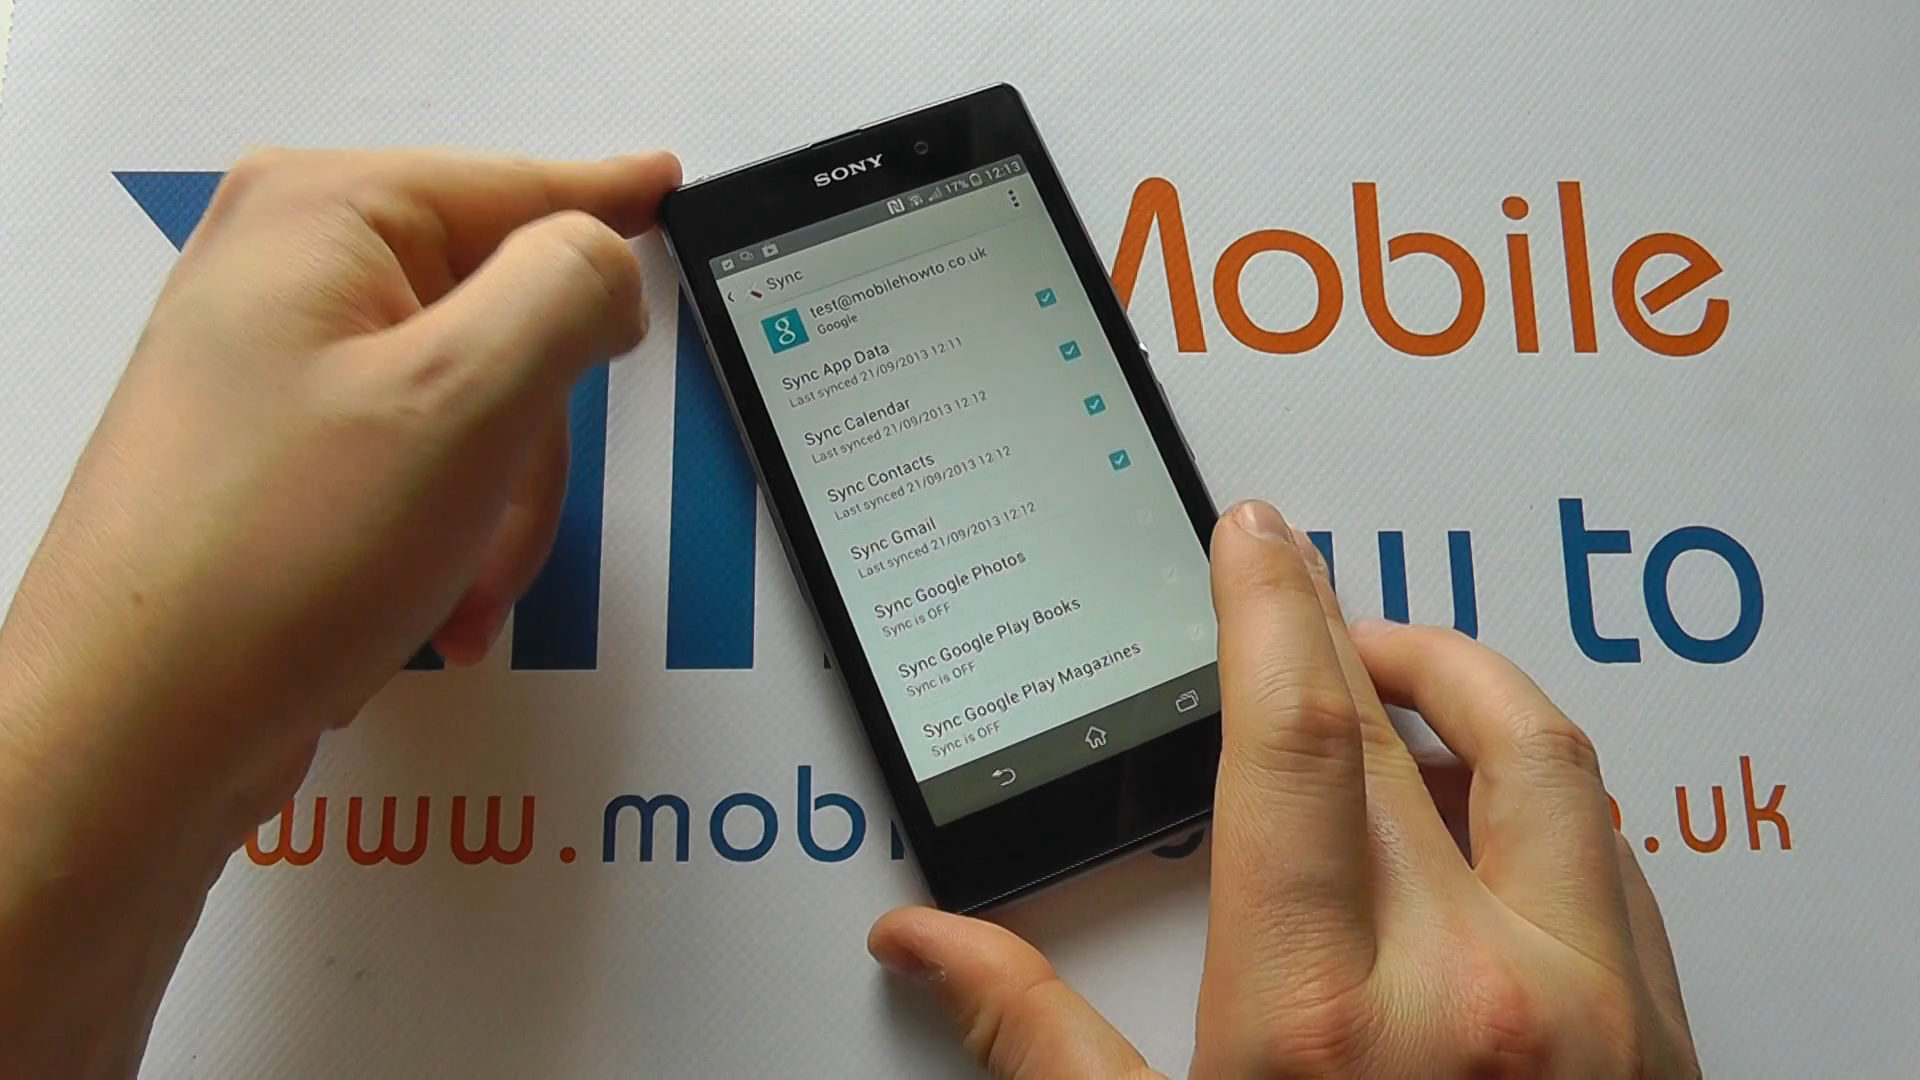 SONY
17% 12:13
Sync
test@mobilehowto.co.uk
Google
Sync App Data
Last synced 21/09/2013 12:11
Sync Calendar
Last synced 21/09/2013 12:12
Sync Contacts
Last synced 21/09/2013 12:12
Sync Gmail
Last synced 21/09/2013 12:12
Sync Google Photos
Sync is OFF
Sync Google Play Books
Sync is OFF
Sync Google Play Magazines
Sync is OFF
Mobile
to
www.mobi
.uk